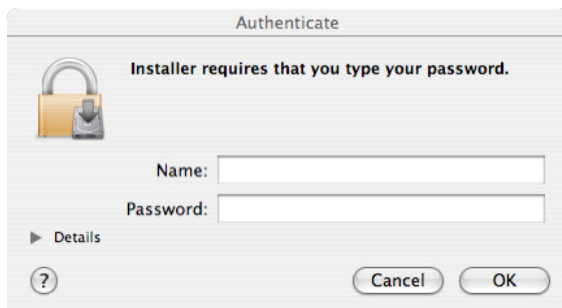 Authenticate
Installer requires that you type your password.
Name:
Password:
Details
?
Cancel
OK